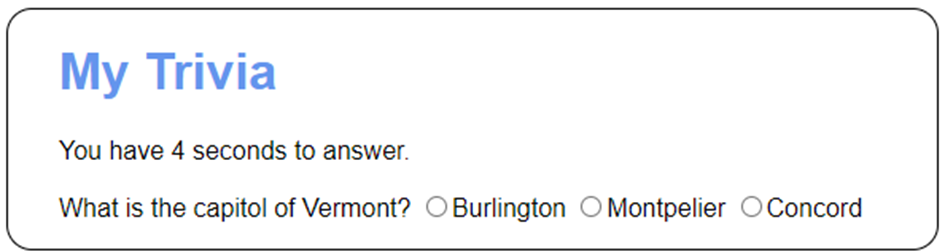 My Trivia
You have 4 seconds to answer.
What is the capitol of Vermont? Burlington Montpelier Concord